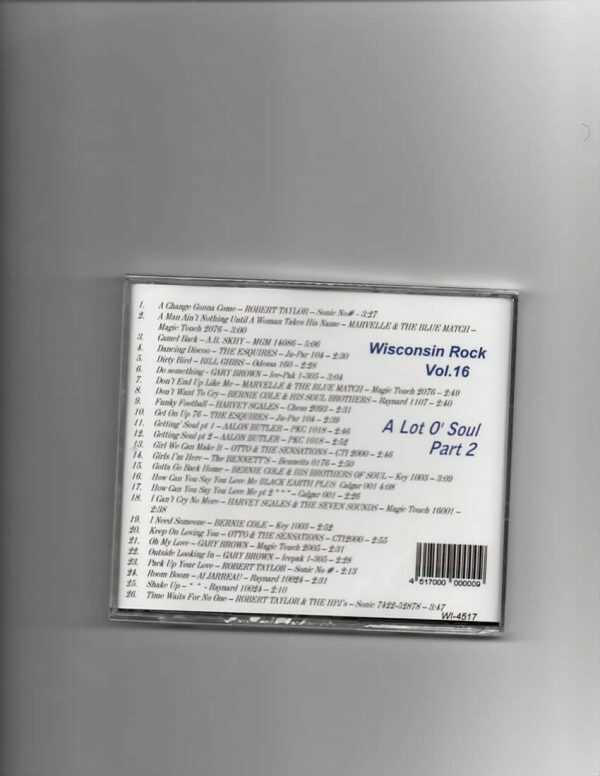 1. A Change Gonna Come – ROBERT TAYLOR – Sonic No# - 3:27
2. A Man Ain't Nothing Until A Woman Takes His Name – MARVELLE & THE BLUE MATCH –
Magic Touch 2076 – 3:00
3. Camel Back – A.B. SKHY – MGM 14086 – 5:06
4. Dancing Disceo – THE ESQUIRES – Ju-Par 104 – 2:30
5. Dirty Bird – BILL GHIBS – Odessa 160 – 2:28
6. Do something - GARY BROWN – Ice-Pak 1-305 – 3:04
7. Don't End Up Like Me – MARVELLE & THE BLUE MATCH – Magic Touch 2076 – 2:40
8. Don't Want To Cry – BERNIE COLE & HIS SOUL BROTHERS – Raynard 1107 – 2:40
9. Funky Football – HARVEY SCALES – Chess 2093 – 2:31
10. Get On Up 76 – THE ESQUIRES – Ju-Par 104 – 2:39
11. Getting' Soul pt 1 – AALON BUTLER – PKC 1018 – 2:46
12. Getting Soul pt 2 – AALON BUTLER – PKC 1018 – 2:52
13. Girl We Can Make It – OTTO & THE SENSATIONS – CTI 2000 – 2:46
14. Girls I'm Here – The BENNETT'S – Bennetts 0176 – 2:50
15. Gotta Go Back Home – BERNIE COLE & HIS BROTHERS OF SOUL – Key 1003 – 3:09
16. How Can You Say You Love Me BLACK EARTH PLUS Calgar 001 4:08
17. How Can You Say You Love Me pt 2 " " " – Calgar 001 – 2:26
18. I Can't Cry No More – HARVEY SCALES & THE SEVEN SOUNDS – Magic Touch 16001 –
2:38
19. I Need Someone – BERNIE COLE – Key 1003 – 2:52
20. Keep On Loving You – OTTO & THE SENSATIONS – CTI2000 – 2:55
21. Oh My Love – GARY BROWN – Magic Touch 2005 – 2:31
22. Outside Looking In – GARY BROWN – Icepak 1-305 – 2:28
23. Pack Up Your Love – ROBERT TAYLOR – Sonic No # - 2:13
24. Room Boom – Al JARREAU – Raynard 10024 – 2:31
25. Shake Up – " " - Raynard 10024 – 2:10
26. Time Waits For No One – ROBERT TAYLOR & THE HPI's – Sonic 7422-52878 – 3:47
Wisconsin Rock
Vol.16
A Lot O' Soul
Part 2
4 517000 000009
WI-4517